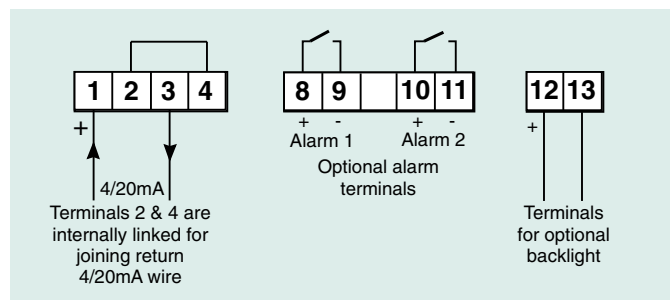 1 2 3 4
8 9 10 11
12 13
+
4/20mA
Terminals 2 & 4 are
internally linked for
joining return
4/20mA wire
+ - + -
Alarm 1 Alarm 2
Optional alarm
terminals
+
Terminals
for optional
backlight